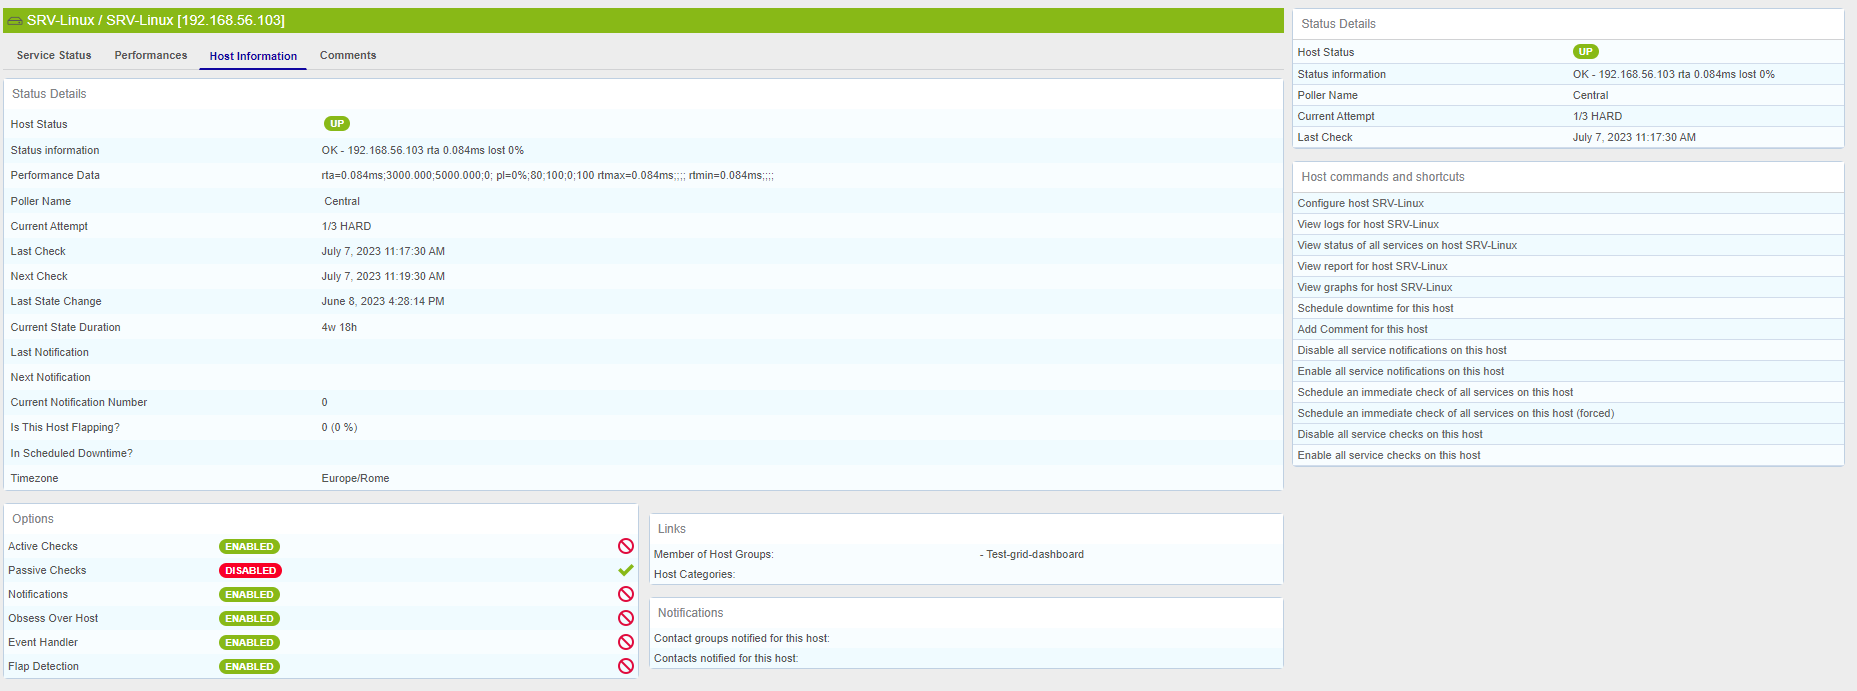 SRV-Linux / SRV-Linux [192.168.56.103]
Service Status Performances Host Information Comments
Status Details
Host Status UP
Status information OK - 192.168.56.103 rta 0.084ms lost 0%
Performance Data rta=0.084ms;3000.000;5000.000;0; pl=0%;80;100;0;100 rtmax=0.084ms;;;; rtmin=0.084ms;;;;
Poller Name Central
Current Attempt 1/3 HARD
Last Check July 7, 2023 11:17:30 AM
Next Check July 7, 2023 11:19:30 AM
Last State Change June 8, 2023 4:28:14 PM
Current State Duration 4w 18h
Last Notification
Next Notification
Current Notification Number 0
Is This Host Flapping? 0 (0 %)
In Scheduled Downtime?
Timezone Europe/Rome
Options
Active Checks ENABLED
Passive Checks DISABLED
Notifications ENABLED
Obsess Over Host ENABLED
Event Handler ENABLED
Flap Detection ENABLED
Links
Member of Host Groups: - Test-grid-dashboard
Host Categories:
Notifications
Contact groups notified for this host:
Contacts notified for this host:
Status Details
Host Status UP
Status information OK - 192.168.56.103 rta 0.084ms lost 0%
Poller Name Central
Current Attempt 1/3 HARD
Last Check July 7, 2023 11:17:30 AM
Host commands and shortcuts
Configure host SRV-Linux
View logs for host SRV-Linux
View status of all services on host SRV-Linux
View report for host SRV-Linux
View graphs for host SRV-Linux
Schedule downtime for this host
Add Comment for this host
Disable all service notifications on this host
Enable all service notifications on this host
Schedule an immediate check of all services on this host
Schedule an immediate check of all services on this host (forced)
Disable all service checks on this host
Enable all service checks on this host